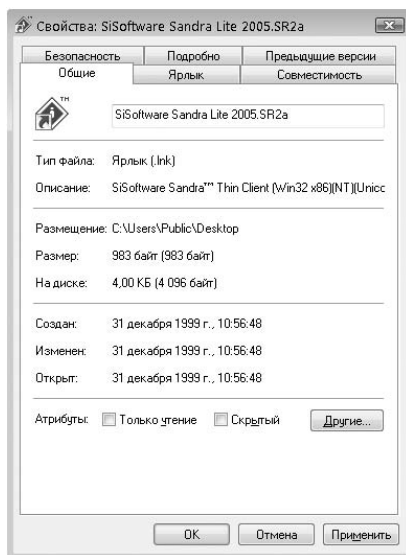 Свойства: SiSoftware Sandra Lite 2005.SR2a
Безопасность Подробно Предыдущие версии
Общие Ярлык Совместимость
TM
SiSoftware Sandra Lite 2005.SR2a
Тип файла: Ярлык (.lnk)
Описание: SiSoftware Sandra™ Thin Client (Win32 x86)(NT)(Unicc
Размещение: C:\Users\Public\Desktop
Размер: 983 байт (983 байт)
На диске: 4,00 КБ (4 096 байт)
Создан: 31 декабря 1999 г., 10:56:48
Изменен: 31 декабря 1999 г., 10:56:48
Открыт: 31 декабря 1999 г., 10:56:48
Атрибуты: Только чтение Скрытый Другие...
OK Отмена Применить